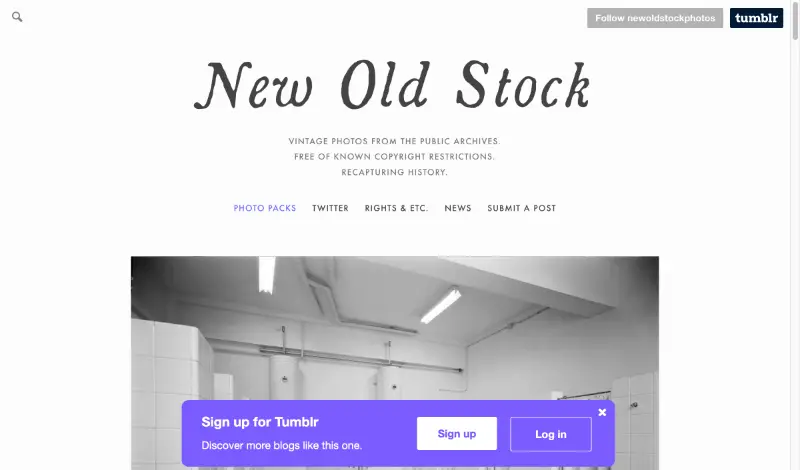 Follow newoldstockphotos
tumblr
New Old Stock
VINTAGE PHOTOS FROM THE PUBLIC ARCHIVES.
FREE OF KNOWN COPYRIGHT RESTRICTIONS.
RECAPTURING HISTORY.
PHOTO PACKS TWITTER RIGHTS & ETC. NEWS SUBMIT A POST
Sign up for Tumblr
Discover more blogs like this one.
Sign up
Log in